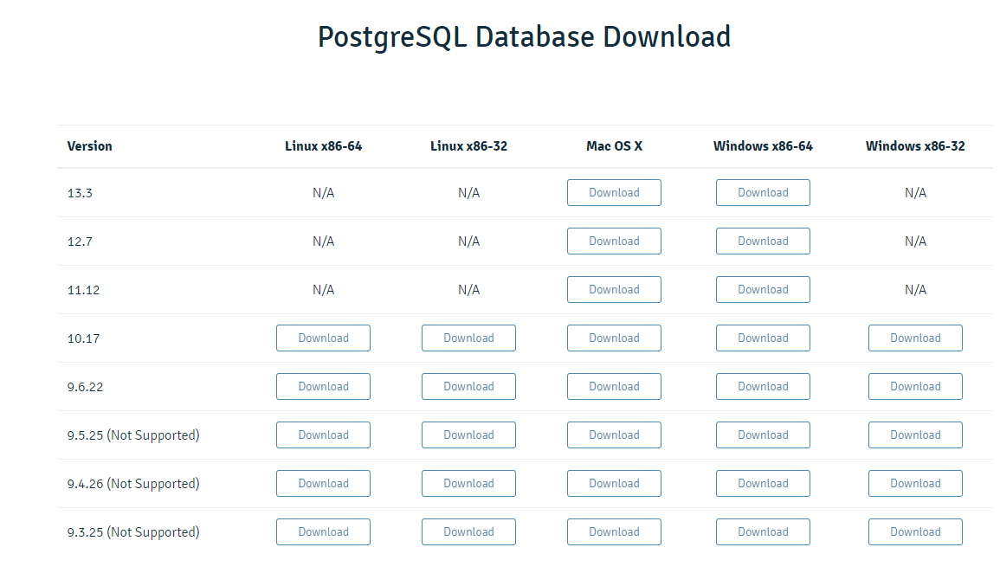 PostgreSQL Database Download
Version Linux x86-64 Linux x86-32 Mac OS X Windows x86-64 Windows x86-32
13.3 N/A N/A Download Download N/A
12.7 N/A N/A Download Download N/A
11.12 N/A N/A Download Download N/A
10.17 Download Download Download Download Download
9.6.22 Download Download Download Download Download
9.5.25 (Not Supported) Download Download Download Download Download
9.4.26 (Not Supported) Download Download Download Download Download
9.3.25 (Not Supported) Download Download Download Download Download